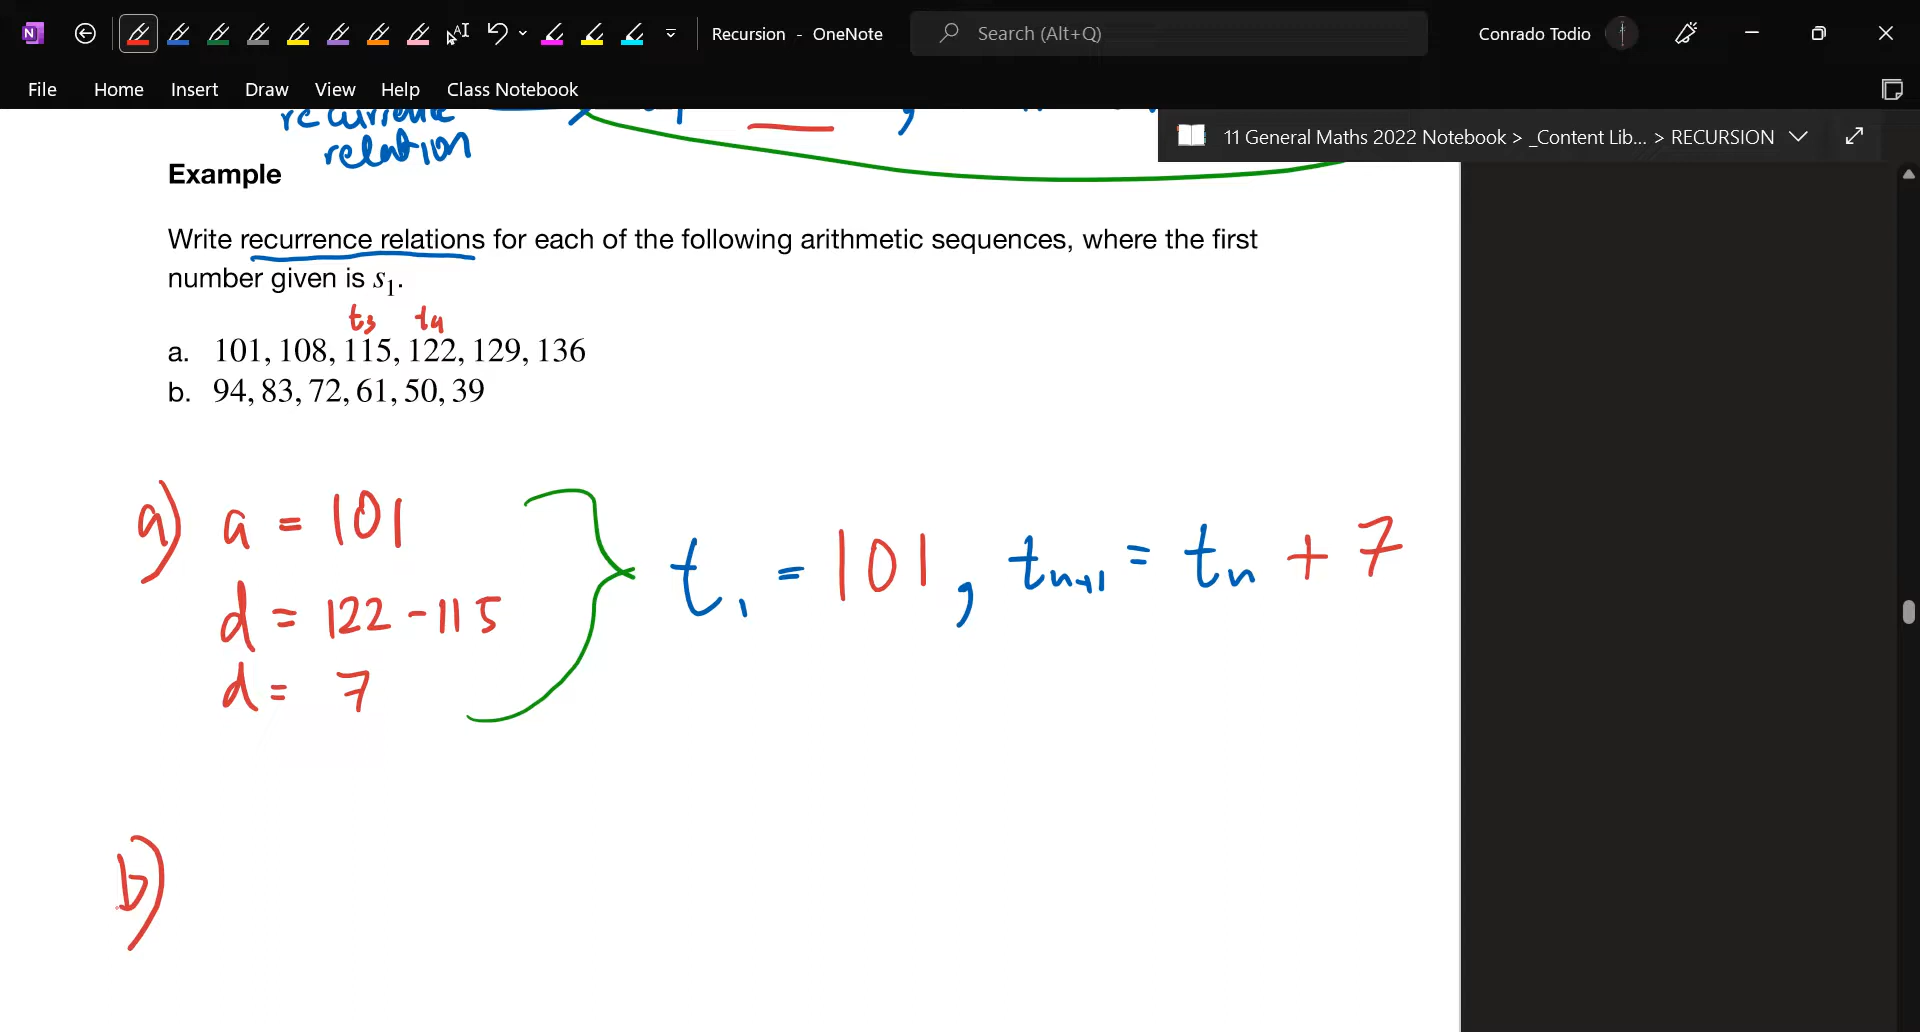 Recursion - OneNote
Search (Alt+Q)
Conrado Todio
File Home Insert Draw View Help Class Notebook
11 General Maths 2022 Notebook > _Content Lib... > RECURSION
recurrence
relation
Example
Write recurrence relations for each of the following arithmetic sequences, where the first
number given is s₁.
t₃ t₄
a. 101, 108, 115, 122, 129, 136
b. 94, 83, 72, 61, 50, 39
a) a = 101
d = 122 - 115
d = 7
t₁ = 101, tₙ₊₁ = tₙ + 7
b)